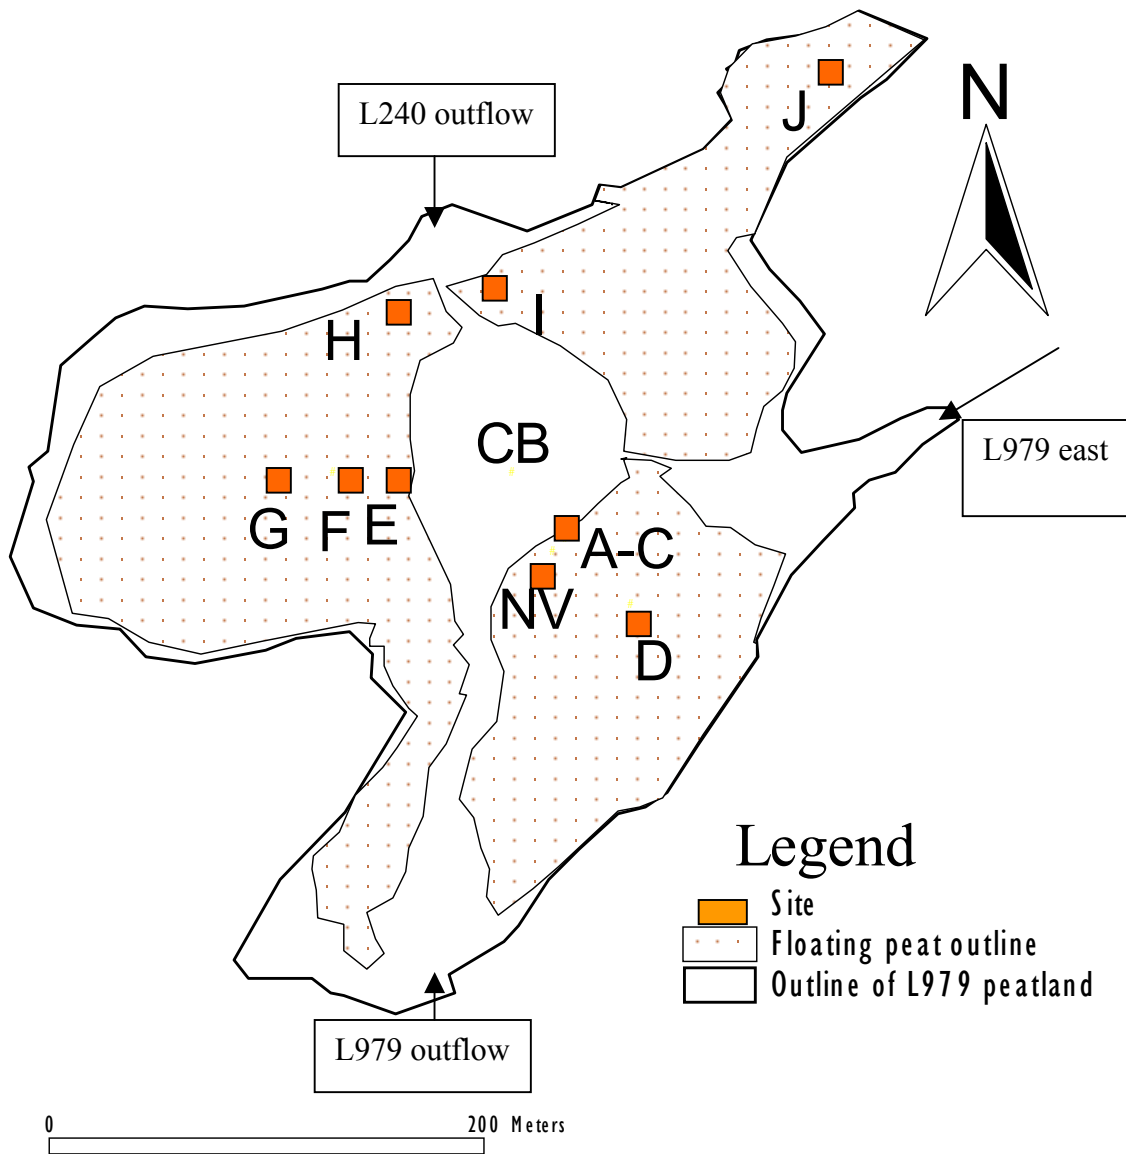 N
J
L240 outflow
I
H
CB
L979 east
G
F
E
A-C
NV
D
Legend
Site
Floating peat outline
Outline of L979 peatland
L979 outflow
0 200 Meters